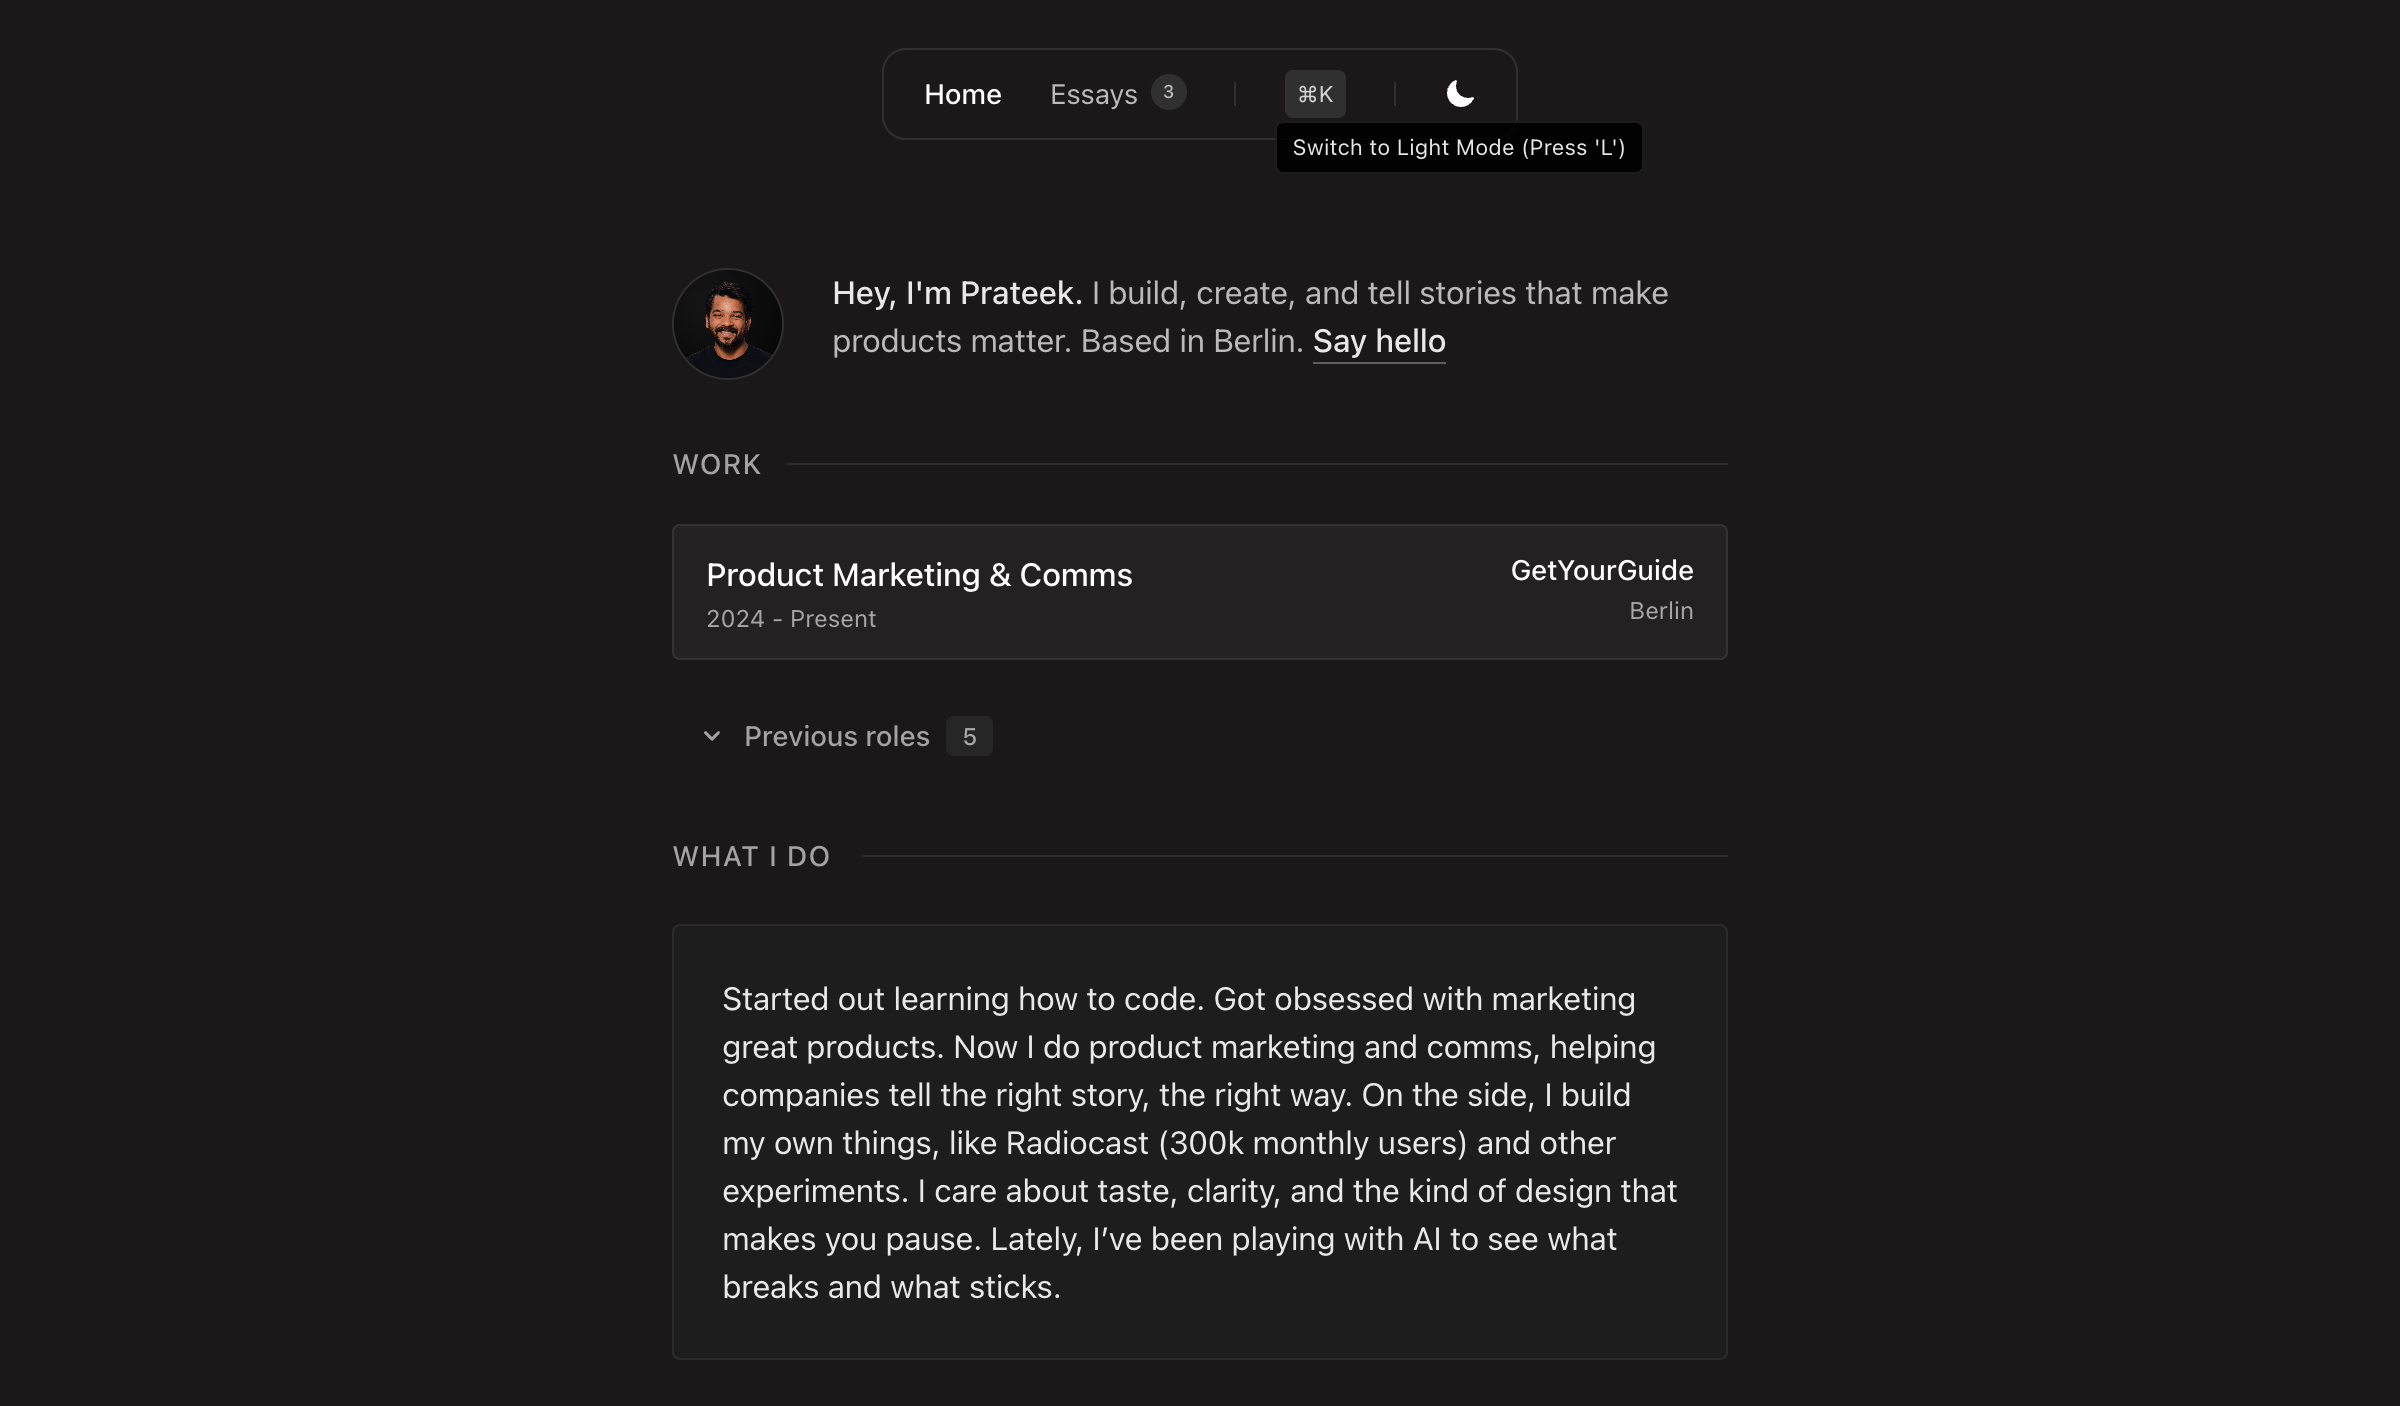 Home Essays 3 ⌘K
Switch to Light Mode (Press 'L')
Hey, I'm Prateek. I build, create, and tell stories that make
products matter. Based in Berlin. Say hello
WORK
Product Marketing & Comms
2024 - Present
GetYourGuide
Berlin
Previous roles 5
WHAT I DO
Started out learning how to code. Got obsessed with marketing
great products. Now I do product marketing and comms, helping
companies tell the right story, the right way. On the side, I build
my own things, like Radiocast (300k monthly users) and other
experiments. I care about taste, clarity, and the kind of design that
makes you pause. Lately, I’ve been playing with AI to see what
breaks and what sticks.